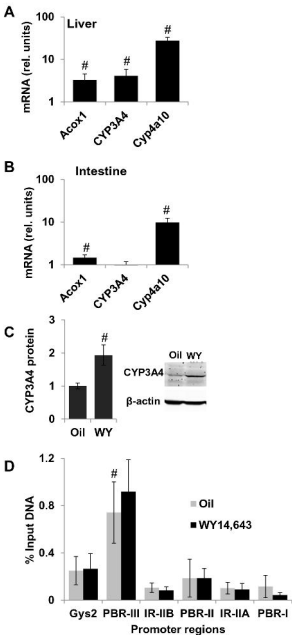 A
Liver
mRNA (rel. units)
100
10
1
#
#
#
Acox1
CYP3A4
Cyp4a10
B
Intestine
mRNA (rel. units)
100
10
1
#
#
Acox1
CYP3A4
Cyp4a10
C
CYP3A4 protein
3
2
1
0
#
Oil
WY
Oil WY
CYP3A4
β-actin
D
% Input DNA
1.2
0.8
0.4
0
#
Oil
WY14,643
Gys2 PBR-III IR-IIB PBR-II IR-IIA PBR-I
Promoter regions